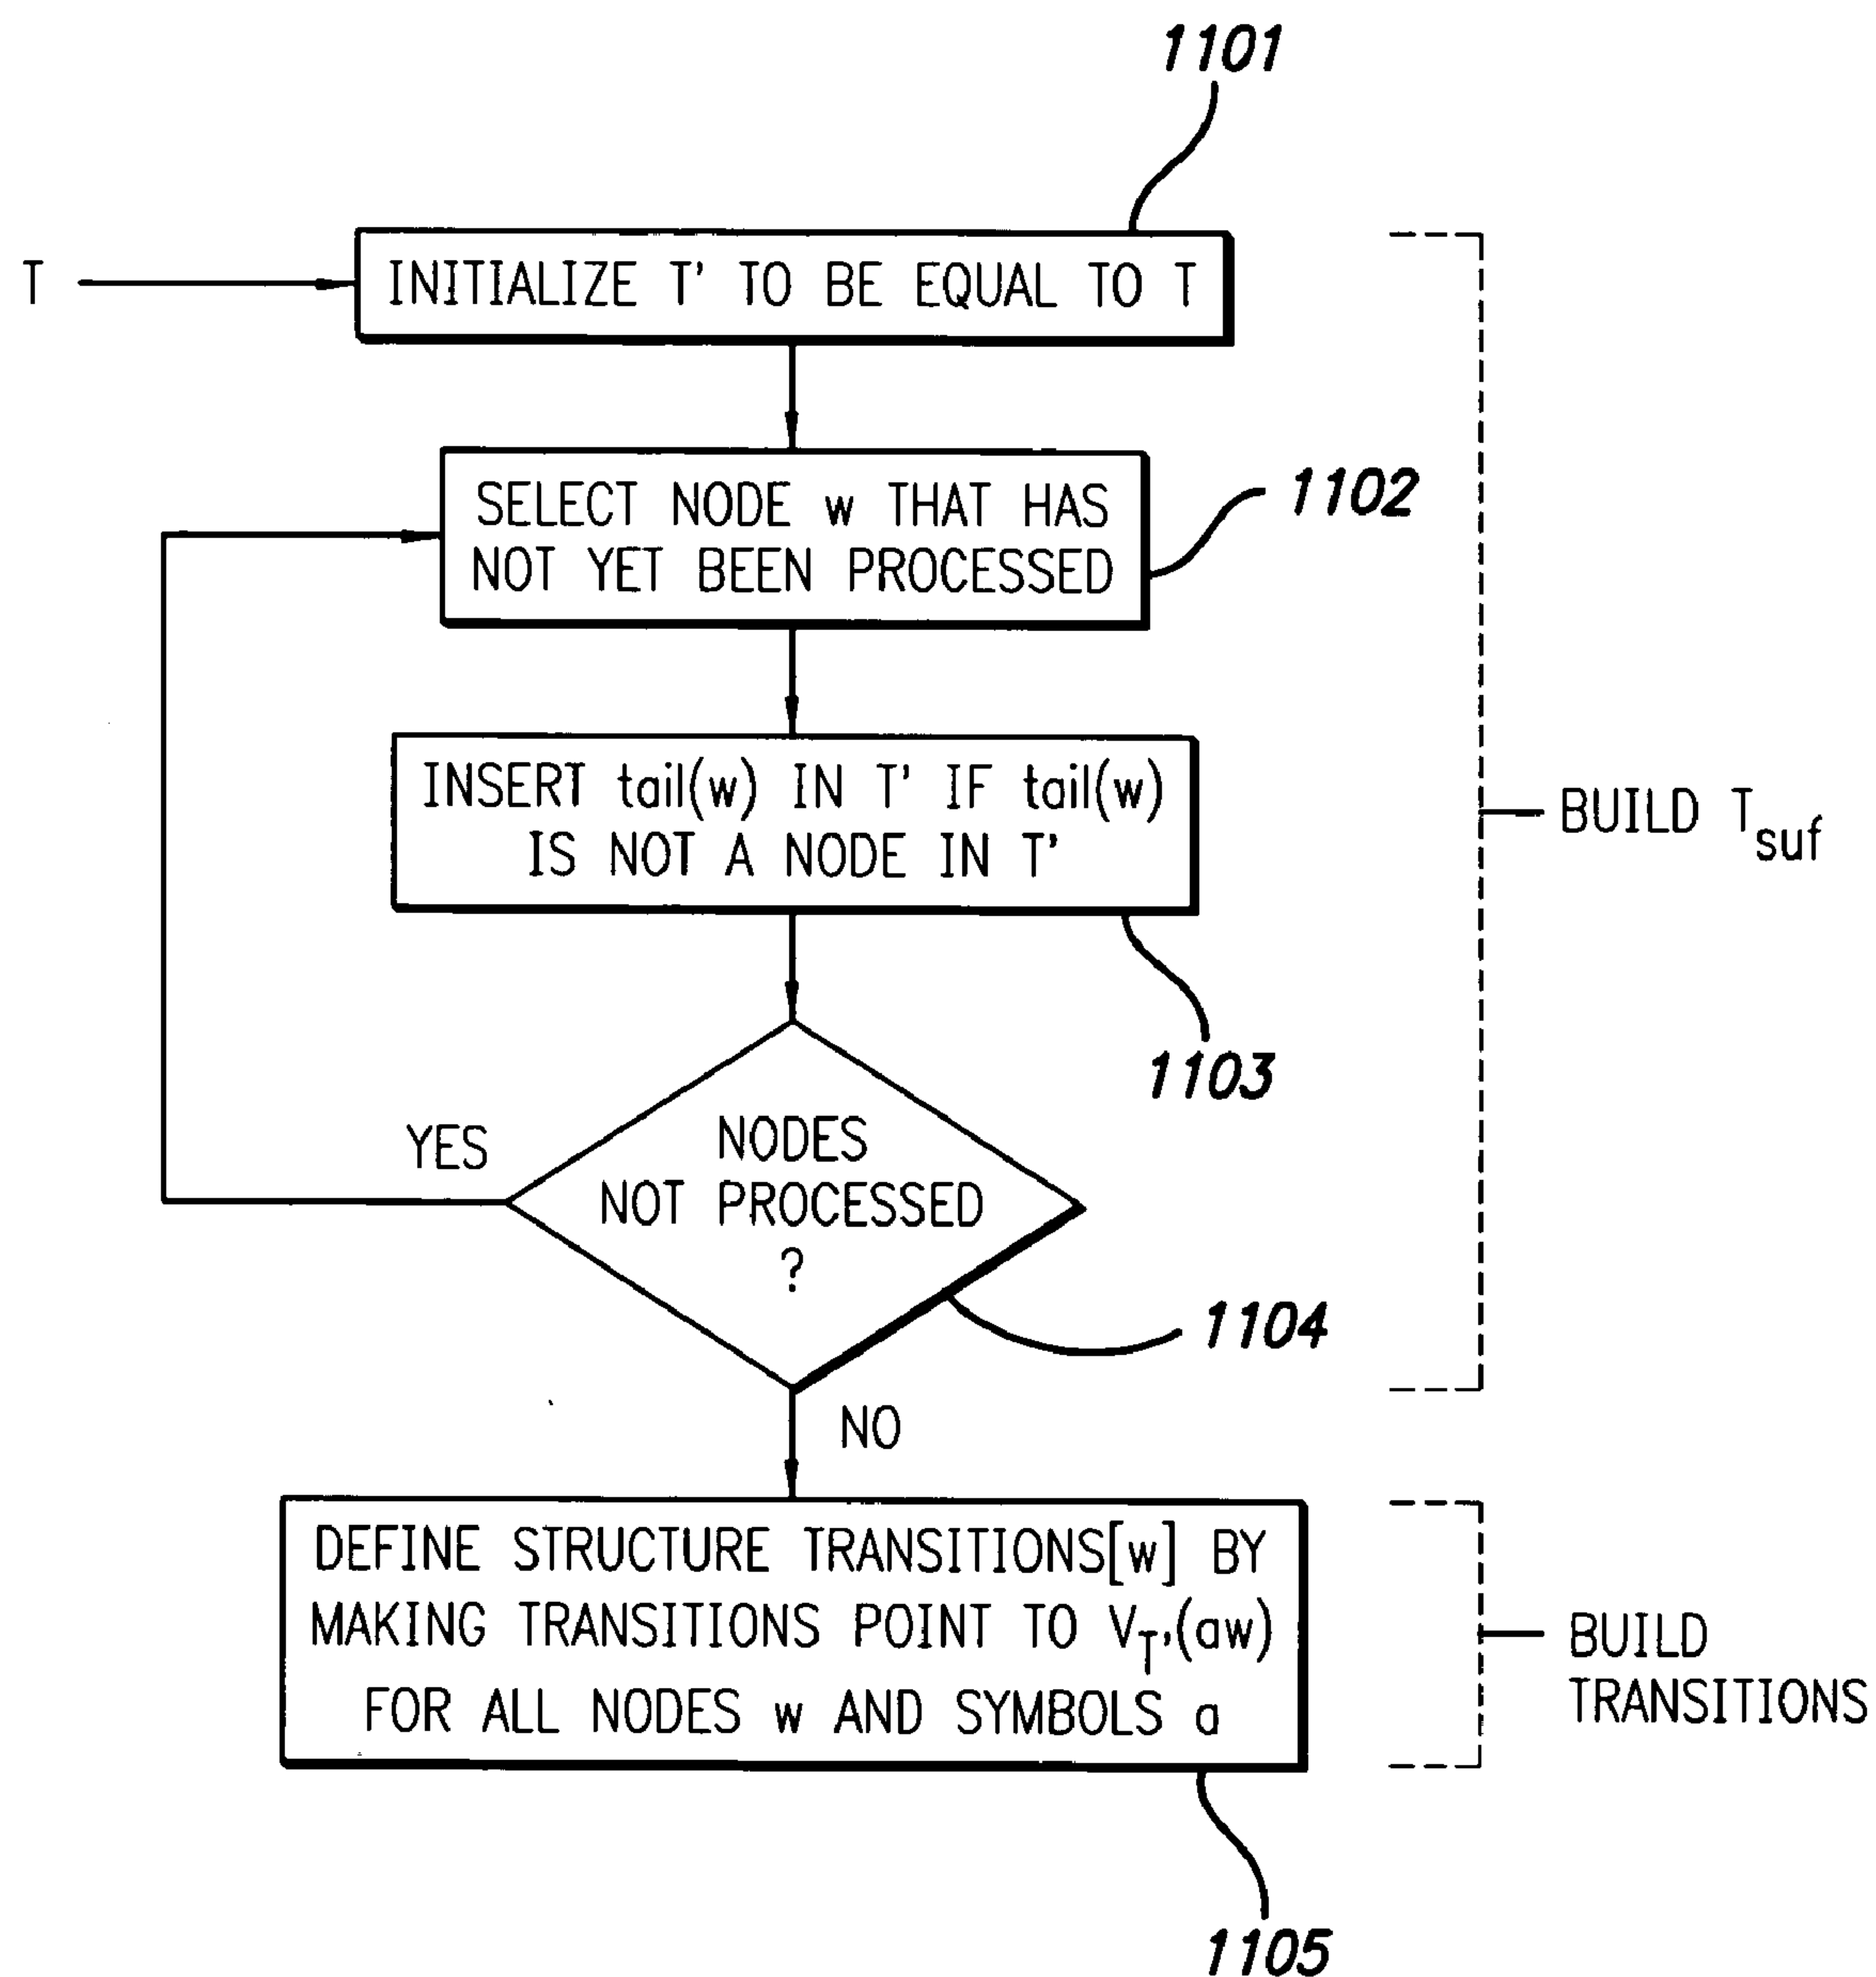 1101
T
INITIALIZE T' TO BE EQUAL TO T
SELECT NODE w THAT HAS
NOT YET BEEN PROCESSED
1102
INSERT tail(w) IN T' IF tail(w)
IS NOT A NODE IN T'
1103
BUILD T_suf
YES
NODES
NOT PROCESSED
?
1104
NO
DEFINE STRUCTURE TRANSITIONS[w] BY
MAKING TRANSITIONS POINT TO V_T'(aw)
FOR ALL NODES w AND SYMBOLS a
BUILD
TRANSITIONS
1105